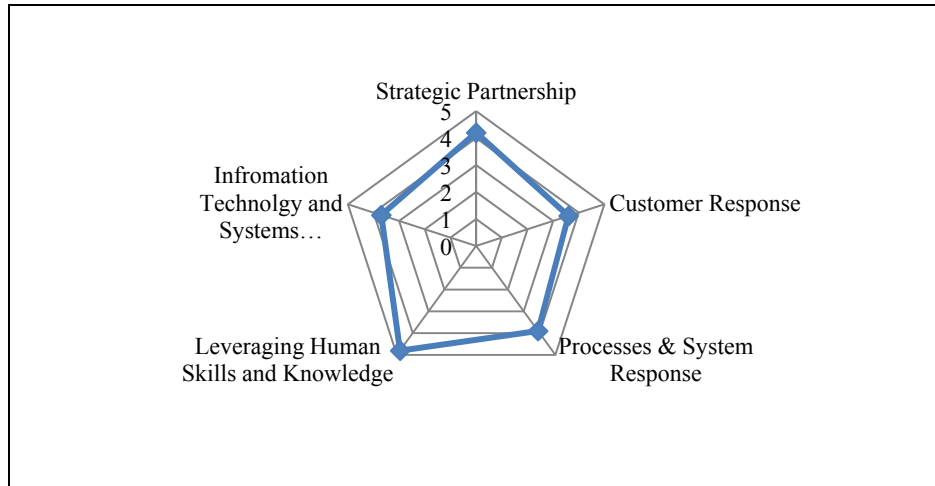 Strategic Partnership
5
4
3
2
1
0
Customer Response
Processes & System
Response
Leveraging Human
Skills and Knowledge
Infromation
Technolgy and
Systems…